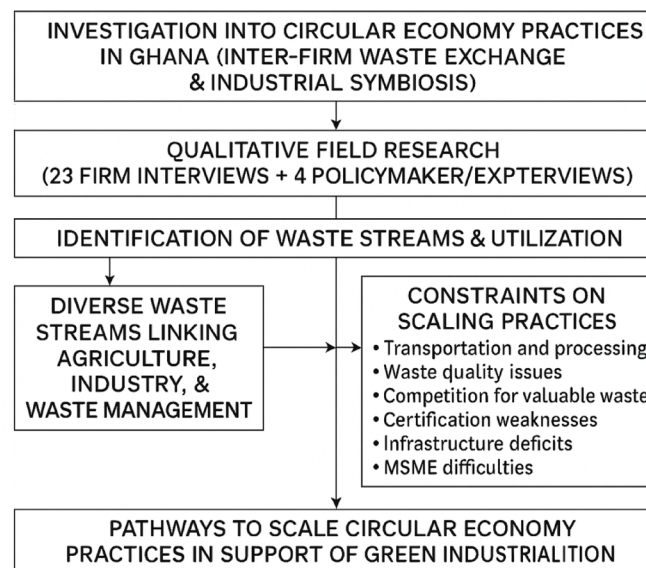 INVESTIGATION INTO CIRCULAR ECONOMY PRACTICES
IN GHANA (INTER-FIRM WASTE EXCHANGE
& INDUSTRIAL SYMBIOSIS)
QUALITATIVE FIELD RESEARCH
(23 FIRM INTERVIEWS + 4 POLICYMAKER/EXPTERVIEWS)
IDENTIFICATION OF WASTE STREAMS & UTILIZATION
DIVERSE WASTE
STREAMS LINKING
AGRICULTURE,
INDUSTRY, &
WASTE MANAGEMENT
CONSTRAINTS ON
SCALING PRACTICES
• Transportation and processing
• Waste quality issues
• Competition for valuable waste
• Certification weaknesses
• Infrastructure deficits
• MSME difficulties
PATHWAYS TO SCALE CIRCULAR ECONOMY
PRACTICES IN SUPPORT OF GREEN INDUSTRIALITION